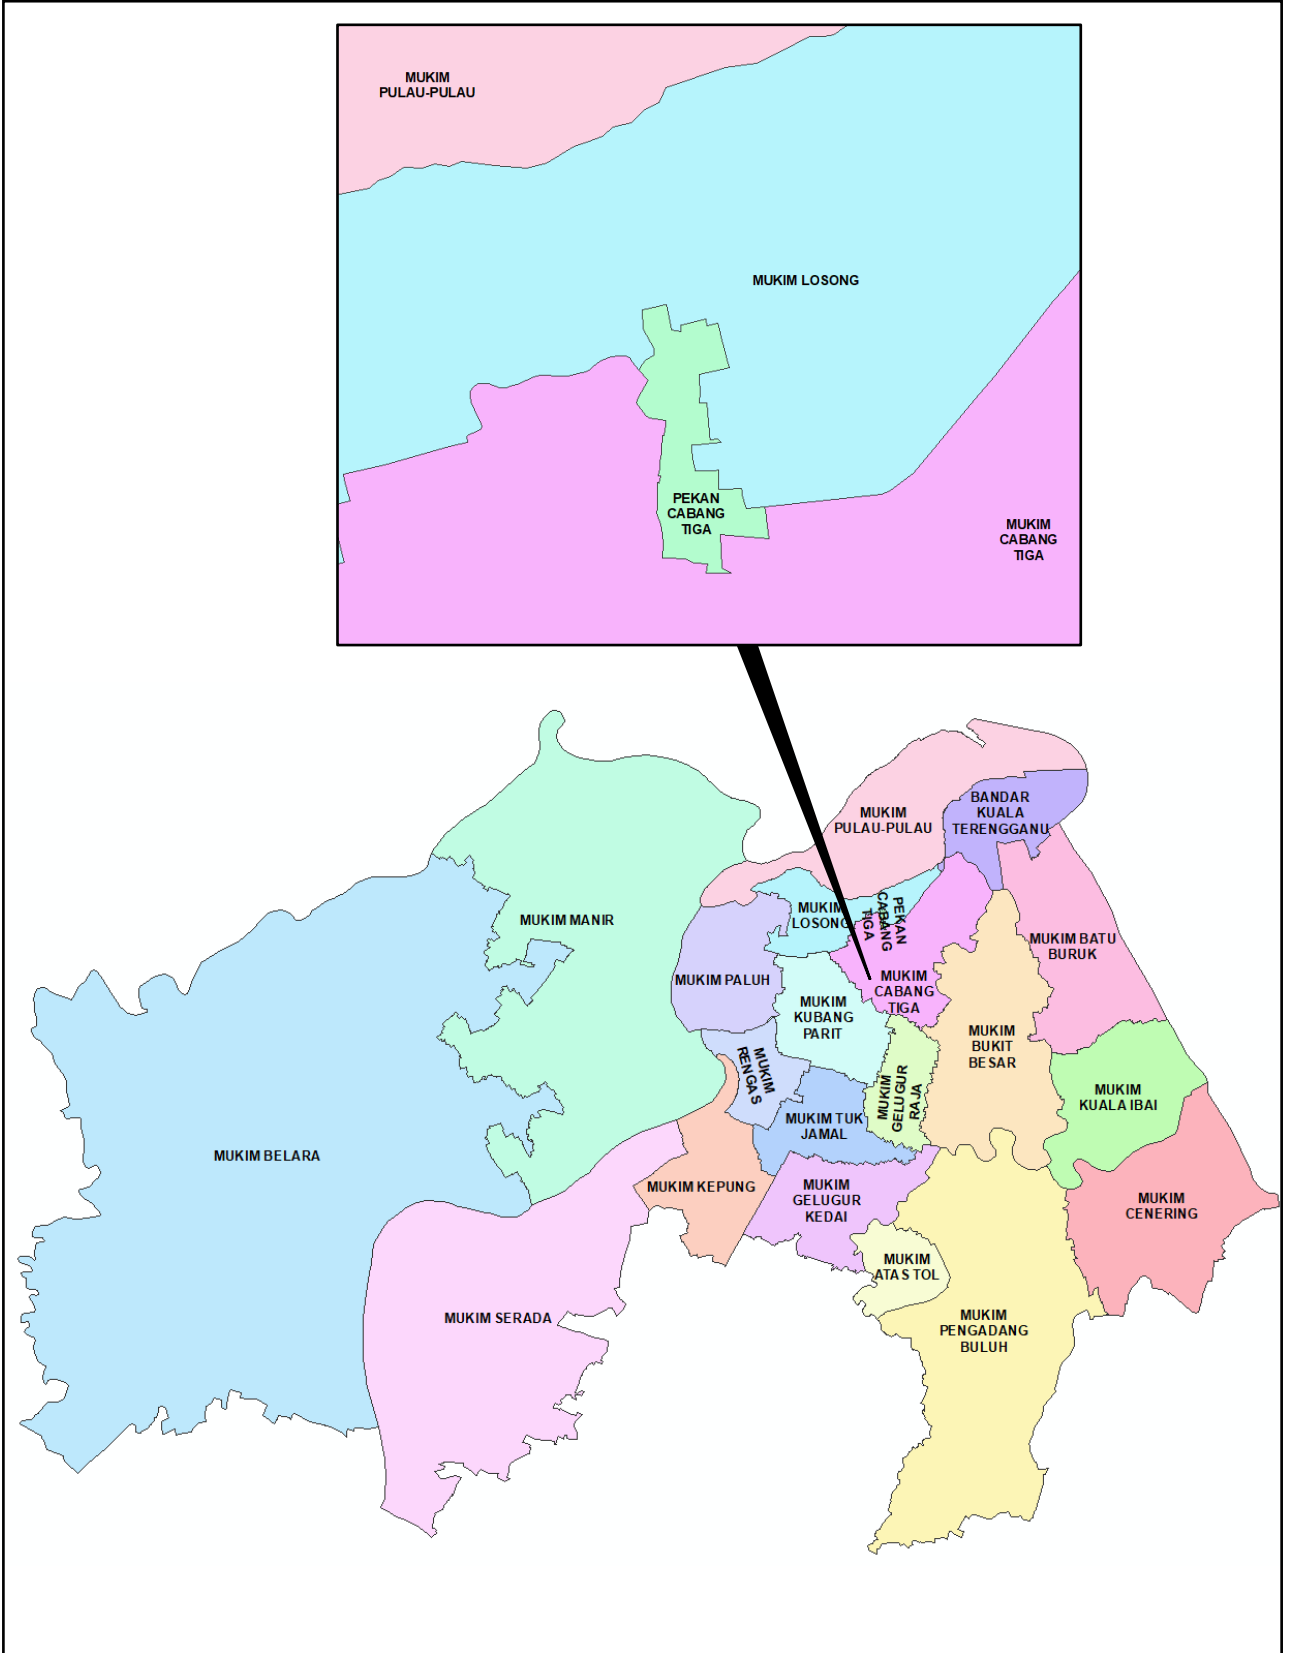 MUKIM
PULAU-PULAU
MUKIM LOSONG
PEKAN
CABANG
TIGA
MUKIM
CABANG
TIGA
MUKIM
PULAU-PULAU
BANDAR
KUALA
TERENGGANU
MUKIM MANIR
MUKIM
LOSONG
PEKAN
CABANG
TIGA
MUKIM BATU
BURUK
MUKIM PALUH
MUKIM
CABANG
TIGA
MUKIM
KUBANG
PARIT
MUKIM
BUKIT
BESAR
MUKIM
RENGAS
MUKIM
GELUGUR
RAJA
MUKIM
KUALA IBAI
MUKIM TUK
JAMAL
MUKIM BELARA
MUKIM KEPUNG
MUKIM
GELUGUR
KEDAI
MUKIM
CENERING
MUKIM
ATAS TOL
MUKIM SERADA
MUKIM
PENGADANG
BULUH